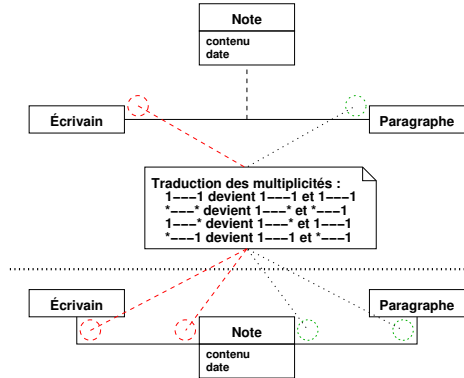 Note
contenu
date
Écrivain
Paragraphe
Traduction des multiplicités :
1−−−1 devient 1−−−1 et 1−−−1
*−−−* devient 1−−−* et *−−−1
1−−−* devient 1−−−* et 1−−−1
*−−−1 devient 1−−−1 et *−−−1
Écrivain
Paragraphe
Note
contenu
date